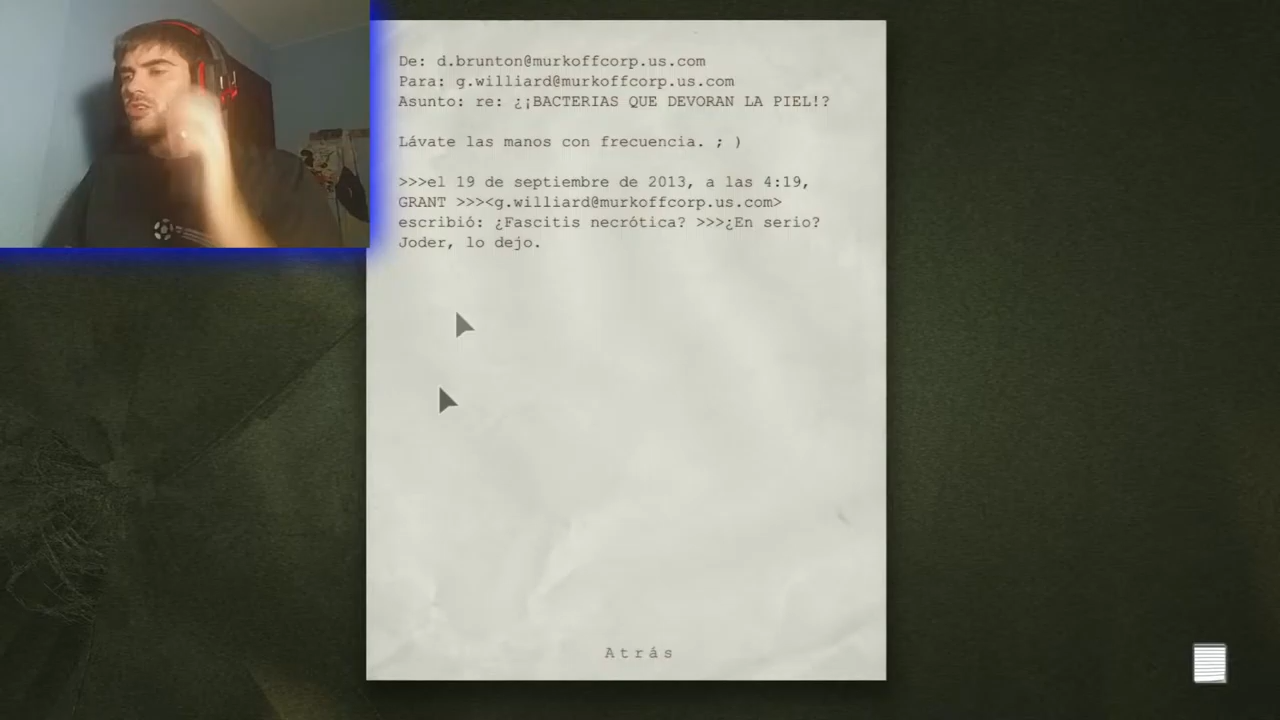 De: d.brunton@murkoffcorp.us.com
Para: g.williard@murkoffcorp.us.com
Asunto: re: ¿¡BACTERIAS QUE DEVORAN LA PIEL!?
Lávate las manos con frecuencia. ; )
>>>el 19 de septiembre de 2013, a las 4:19,
GRANT >>><g.williard@murkoffcorp.us.com>
escribió: ¿Fascitis necrótica? >>>¿En serio?
Joder, lo dejo.
Atrás